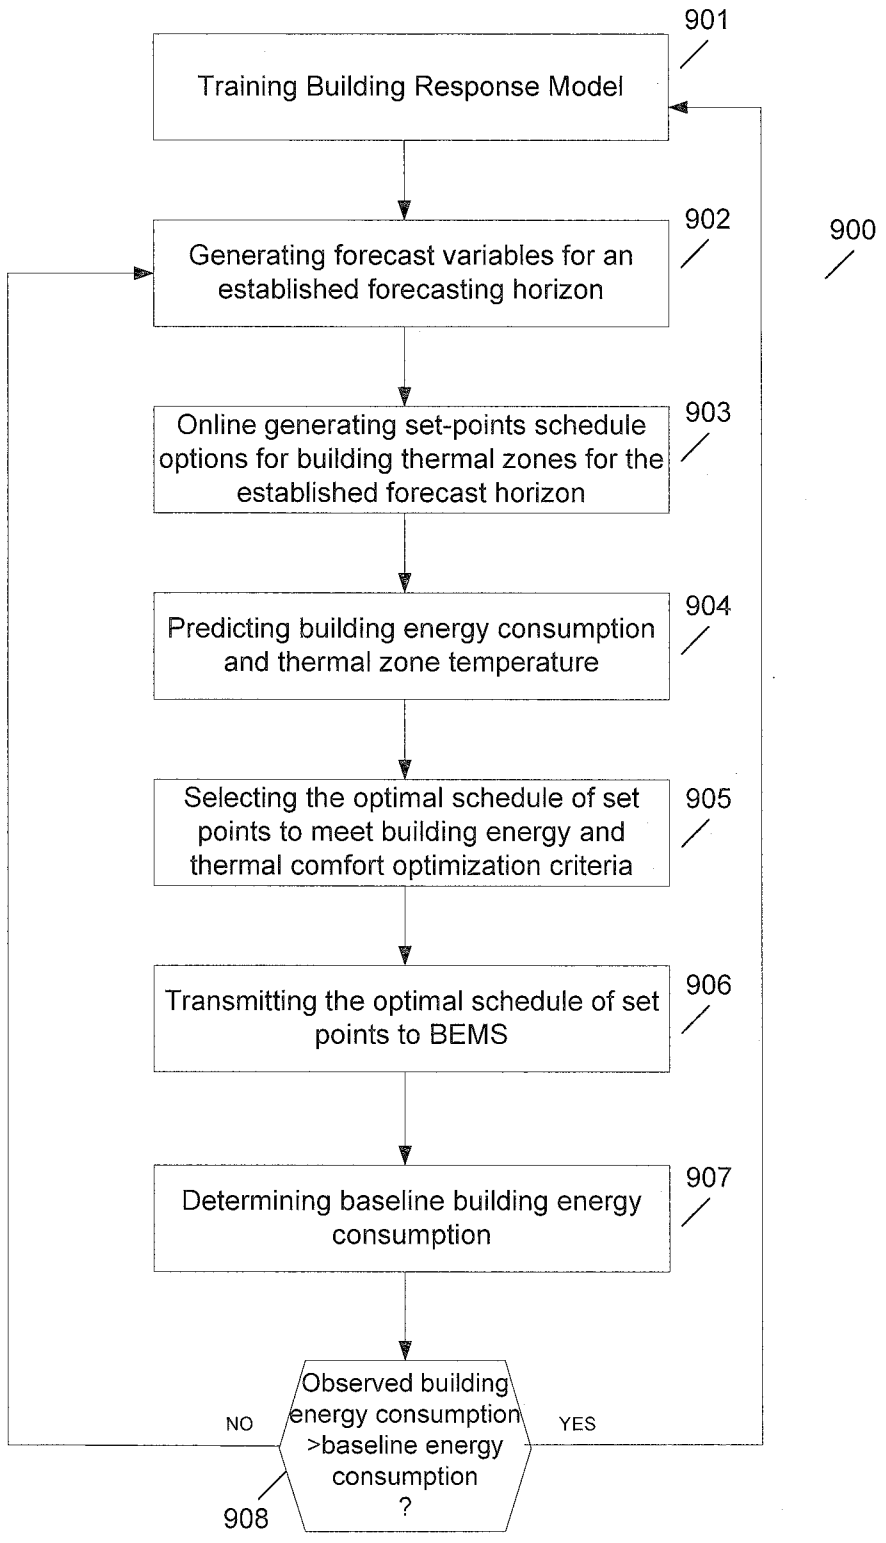 901
Training Building Response Model
902
900
Generating forecast variables for an
established forecasting horizon
903
Online generating set-points schedule
options for building thermal zones for the
established forecast horizon
904
Predicting building energy consumption
and thermal zone temperature
905
Selecting the optimal schedule of set
points to meet building energy and
thermal comfort optimization criteria
906
Transmitting the optimal schedule of set
points to BEMS
907
Determining baseline building energy
consumption
Observed building
energy consumption
>baseline energy
consumption
?
NO
YES
908